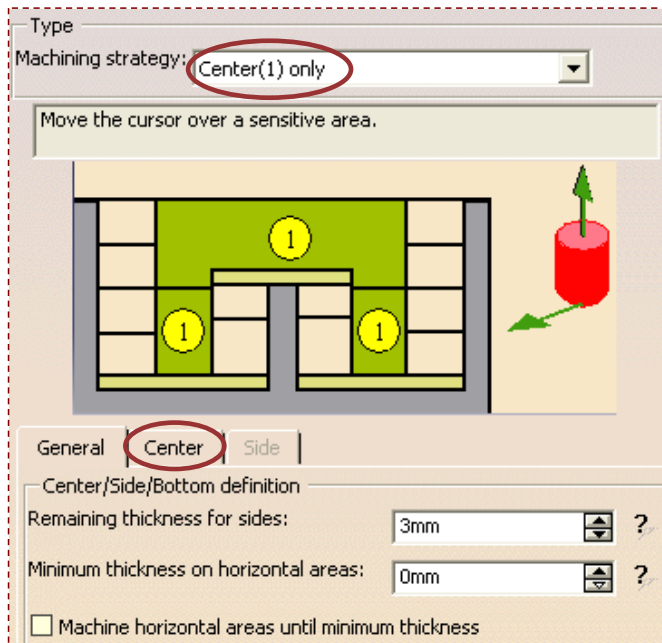 Type
Machining strategy: Center(1) only
Move the cursor over a sensitive area.
1
1 1
General Center Side
Center/Side/Bottom definition
Remaining thickness for sides: 3mm ?
Minimum thickness on horizontal areas: 0mm ?
Machine horizontal areas until minimum thickness